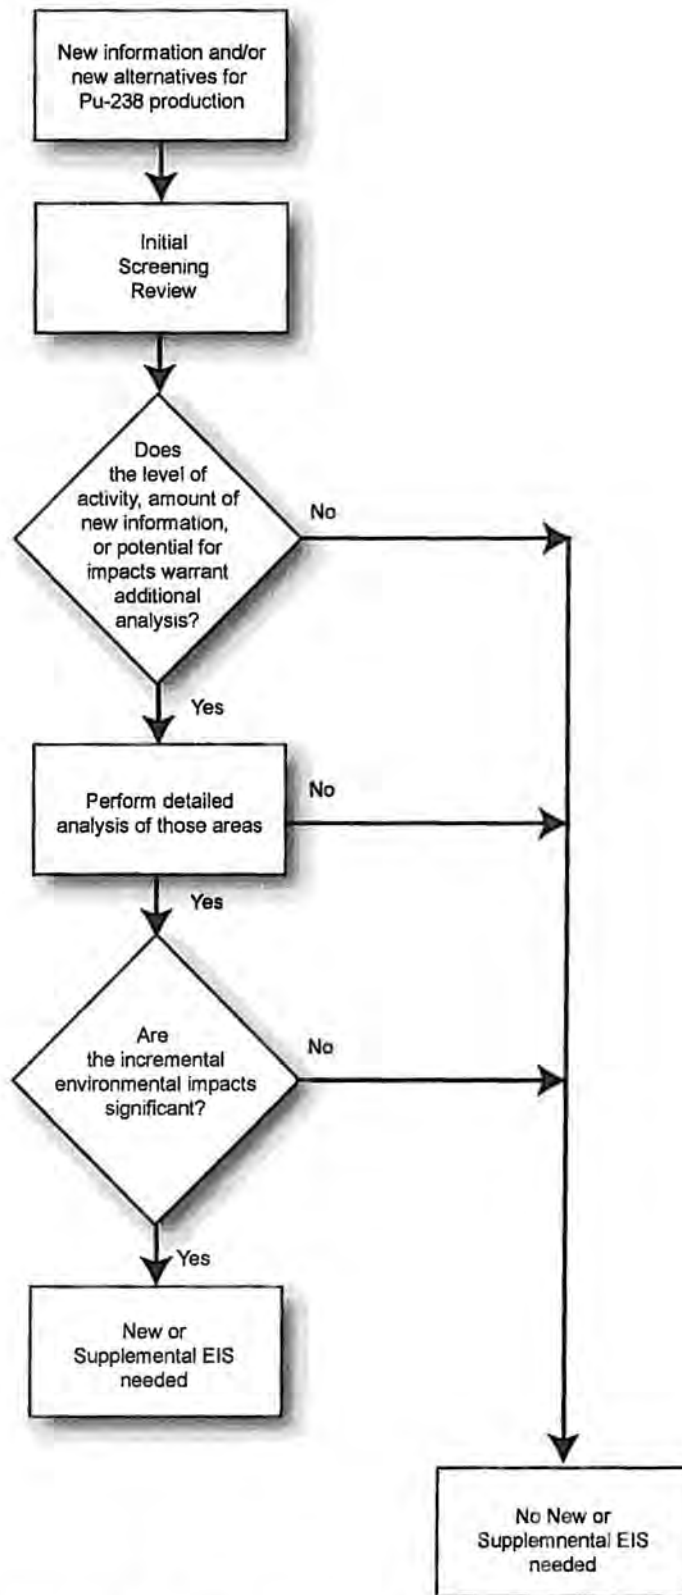 New information and/or
new alternatives for
Pu-238 production
Initial
Screening
Review
Does
the level of
activity, amount of
new information,
or potential for
impacts warrant
additional
analysis?
No
Yes
Perform detailed
analysis of those areas
No
Yes
Are
the incremental
environmental impacts
significant?
No
Yes
New or
Supplemental EIS
needed
No New or
Supplemnental EIS
needed